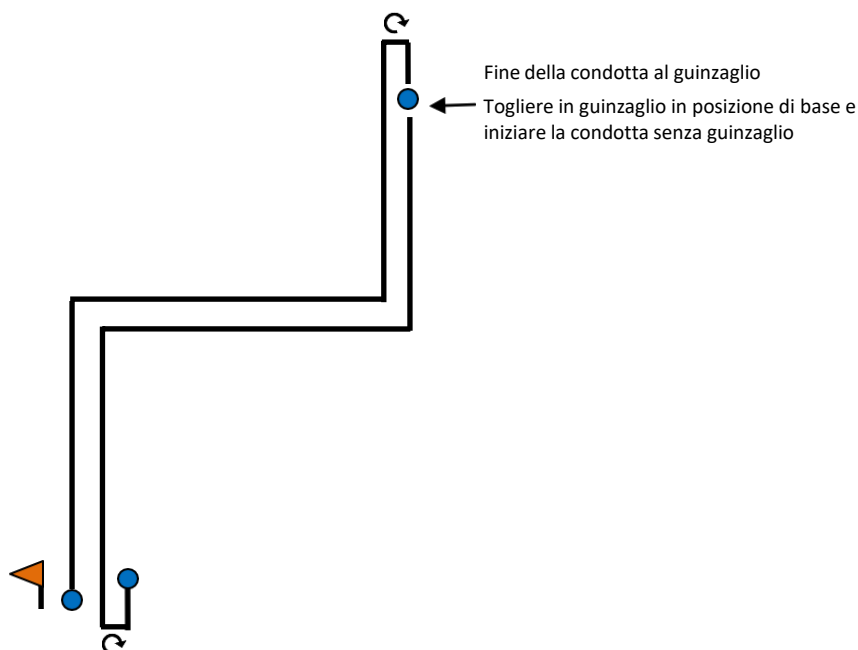 Fine della condotta al guinzaglio
Togliere in guinzaglio in posizione di base e
iniziare la condotta senza guinzaglio